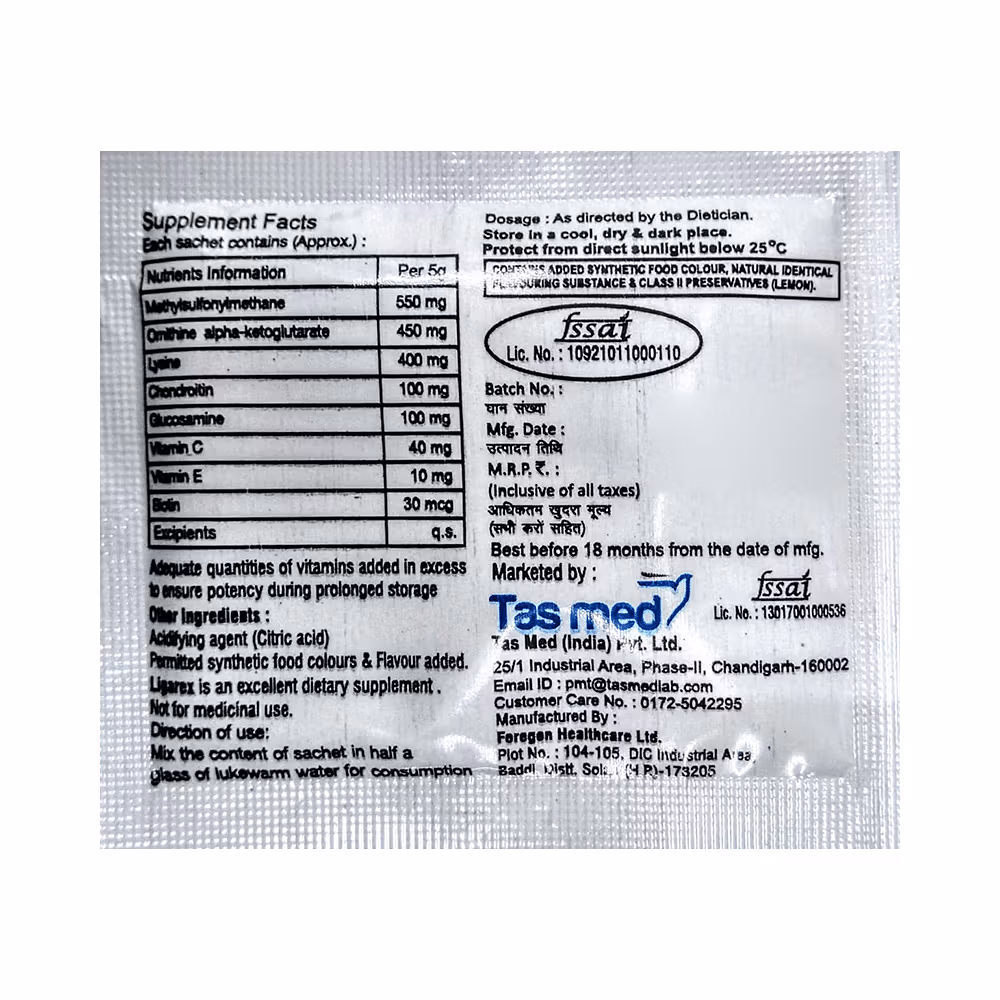 Supplement Facts
Each sachet contains (Approx.) :
Nutrients Information Per 5g
Methylsulfonylmethane 550 mg
Ornithine alpha-ketoglutarate 450 mg
Lysine 400 mg
Chondroitin 100 mg
Glucosamine 100 mg
Vitamin C 40 mg
Vitamin E 10 mg
Biotin 30 mcg
Excipients q.s.
Adequate quantities of vitamins added in excess
to ensure potency during prolonged storage
Other Ingredients :
Acidifying agent (Citric acid)
Permitted synthetic food colours & Flavour added.
Ligarex is an excellent dietary supplement .
Not for medicinal use.
Direction of use:
Mix the content of sachet in half a
glass of lukewarm water for consumption
Dosage : As directed by the Dietician.
Store in a cool, dry & dark place.
Protect from direct sunlight below 25°C
CONTAINS ADDED SYNTHETIC FOOD COLOUR, NATURAL IDENTICAL
FLAVOURING SUBSTANCE & CLASS II PRESERVATIVES (LEMON).
fssai
Lic. No. : 10921011000110
Batch No. :
घान संख्या
Mfg. Date :
उत्पादन तिथि
M.R.P. ₹. :
(Inclusive of all taxes)
आधिकतम खुदरा मूल्य
(सभी करों सहित)
Best before 18 months from the date of mfg.
Marketed by :
Tas med
fssai
Lic. No. : 13017001000536
Tas Med (India) Pvt. Ltd.
25/1 Industrial Area, Phase-II, Chandigarh-160002
Email ID : pmt@tasmedlab.com
Customer Care No. : 0172-5042295
Manufactured By :
Foregen Healthcare Ltd.
Plot No. : 104-105, DIC Industrial Area,
Baddi, Distt. (H.P.)-173205